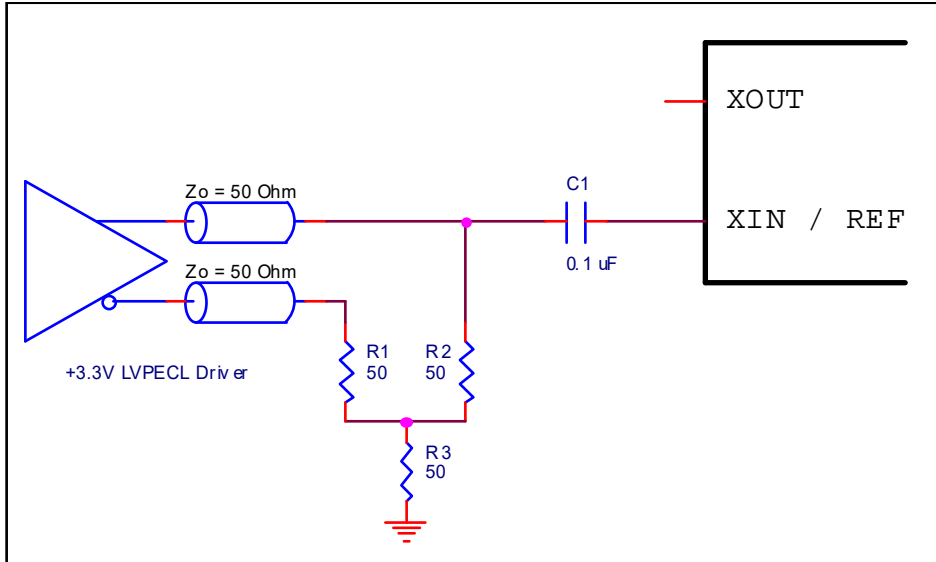 XOUT
Zo = 50 Ohm
C1
XIN / REF
0.1 uF
Zo = 50 Ohm
+3.3V LVPECL Driver
R1
50
R2
50
R3
50